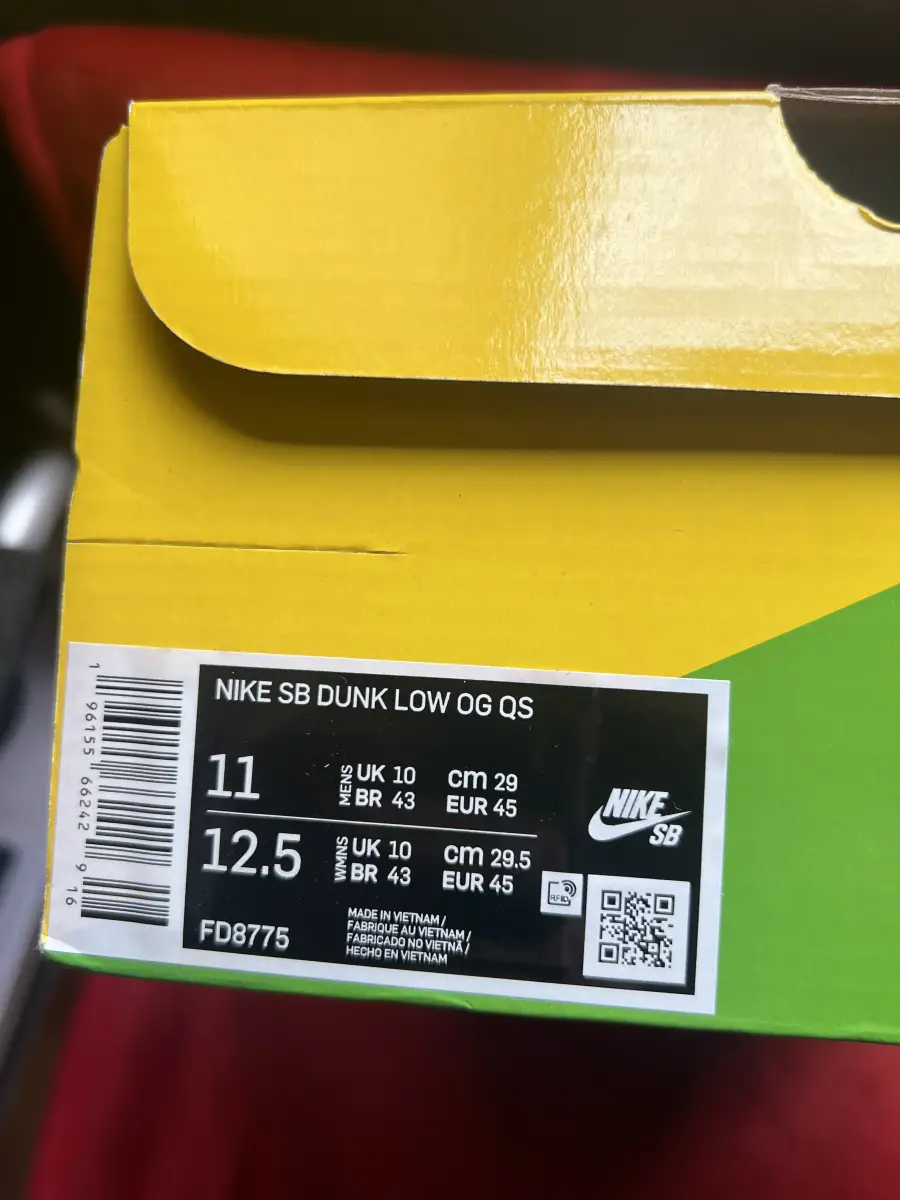 NIKE SB DUNK LOW OG QS
11
MENS
UK 10
BR 43
cm 29
EUR 45
12.5
WMNS
UK 10
BR 43
cm 29.5
EUR 45
FD8775
MADE IN VIETNAM /
FABRIQUE AU VIETNAM /
FABRICADO NO VIETNÃ /
HECHO EN VIETNAM
RFID
NIKE
SB
1 96155 66242 9 16